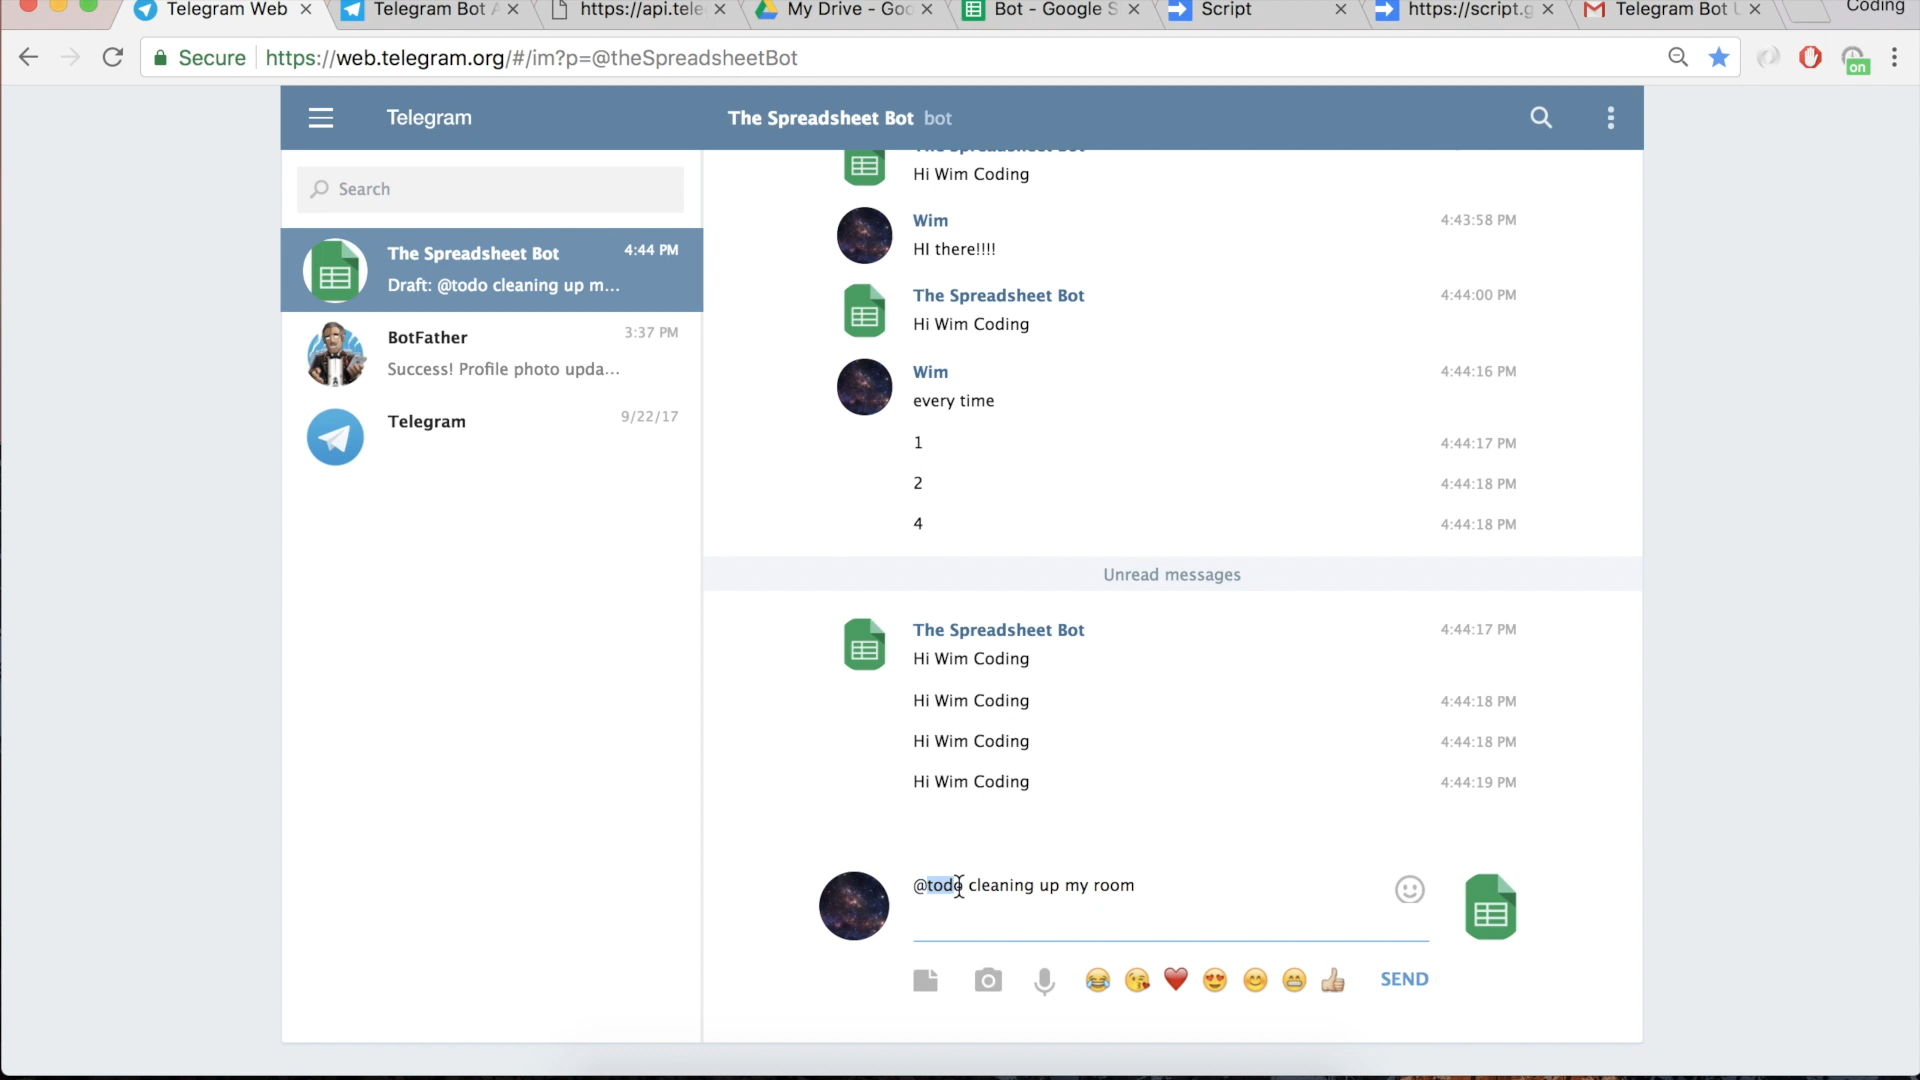 Telegram Web
Telegram Bot
https://api.tele
My Drive - Goo
Bot - Google S
Script
https://script.g
Telegram Bot
Coding
Secure
https://web.telegram.org/#/im?p=@theSpreadsheetBot
on
Telegram
The Spreadsheet Bot bot
Search
The Spreadsheet Bot
4:44 PM
Draft: @todo cleaning up m...
BotFather
3:37 PM
Success! Profile photo upda...
Telegram
9/22/17
The Spreadsheet Bot
Hi Wim Coding
Wim
4:43:58 PM
HI there!!!!
The Spreadsheet Bot
4:44:00 PM
Hi Wim Coding
Wim
4:44:16 PM
every time
1
4:44:17 PM
2
4:44:18 PM
4
4:44:18 PM
Unread messages
The Spreadsheet Bot
4:44:17 PM
Hi Wim Coding
Hi Wim Coding
4:44:18 PM
Hi Wim Coding
4:44:18 PM
Hi Wim Coding
4:44:19 PM
@todo cleaning up my room
SEND